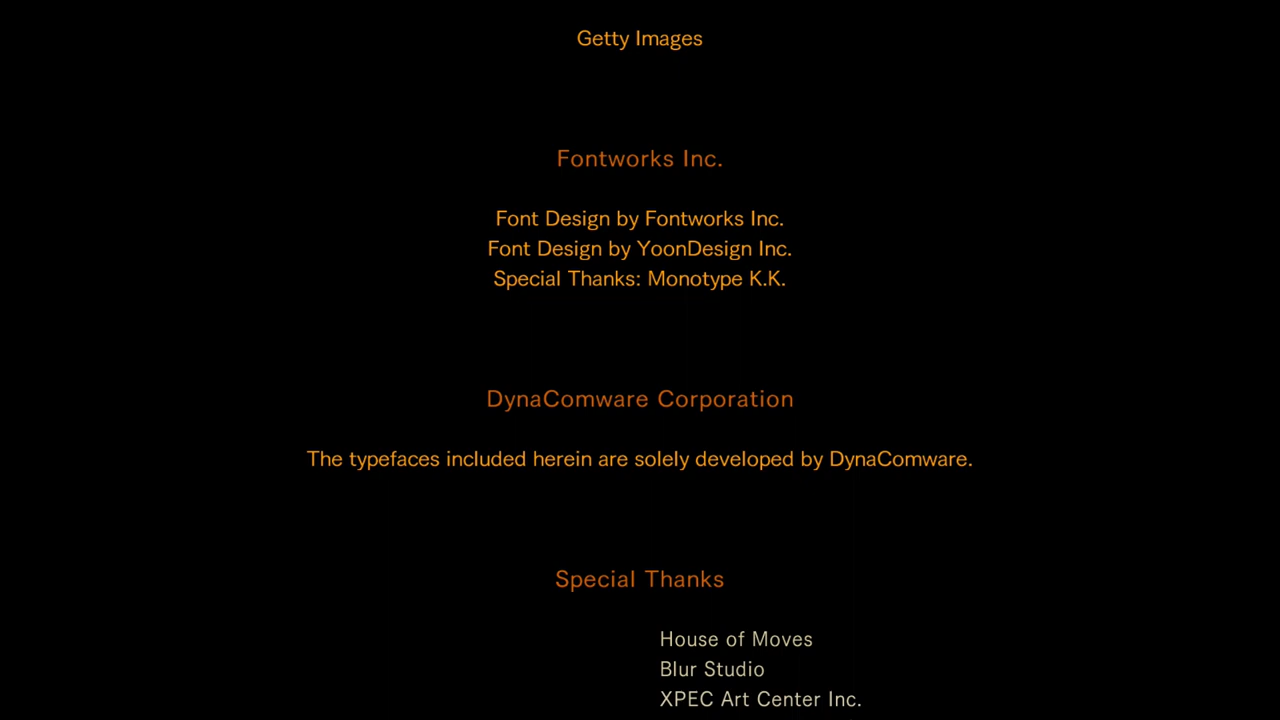 Getty Images
Fontworks Inc.
Font Design by Fontworks Inc.
Font Design by YoonDesign Inc.
Special Thanks: Monotype K.K.
DynaComware Corporation
The typefaces included herein are solely developed by DynaComware.
Special Thanks
House of Moves
Blur Studio
XPEC Art Center Inc.